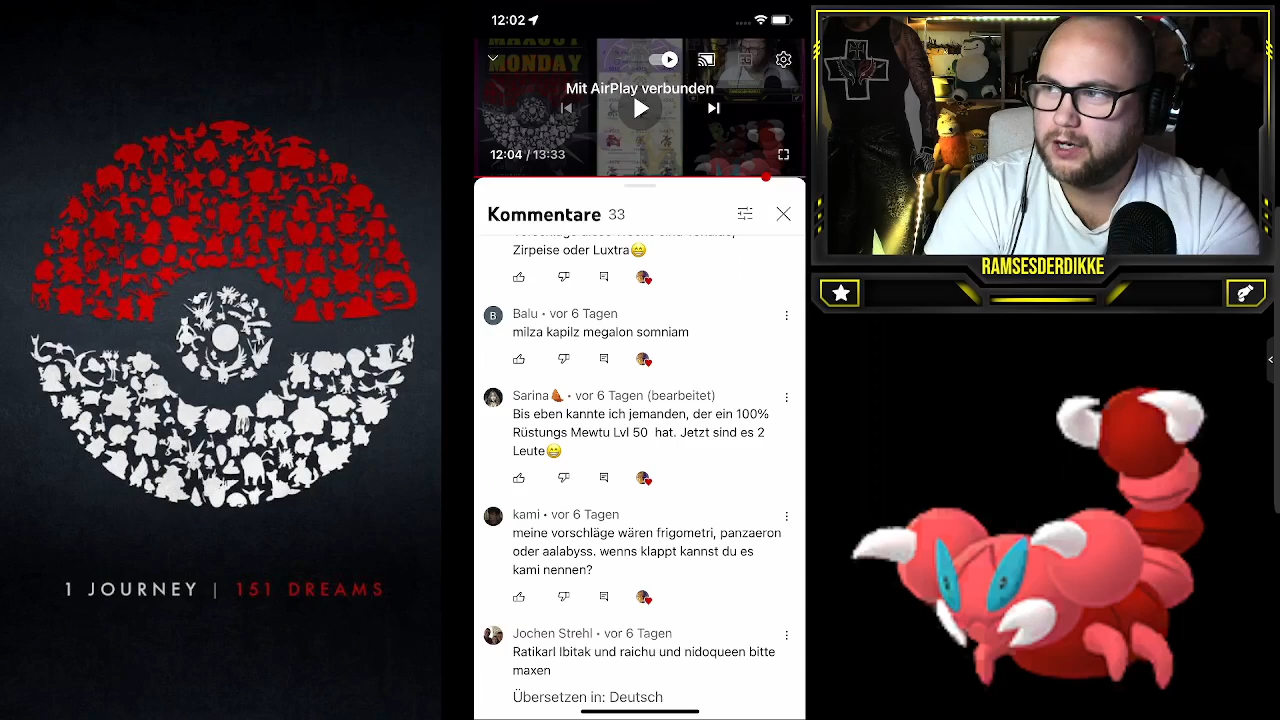 12:02
MAXOUT
MONDAY
Mit AirPlay verbunden
12:04 / 13:33
Kommentare 33
Zirpeise oder Luxtra😁
B
Balu • vor 6 Tagen
milza kapilz megalon somniam
Sarina • vor 6 Tagen (bearbeitet)
Bis eben kannte ich jemanden, der ein 100%
Rüstungs Mewtu Lvl 50 hat. Jetzt sind es 2
Leute😁
kami • vor 6 Tagen
meine vorschläge wären frigometri, panzaeron
oder aalabyss. wenns klappt kannst du es
kami nennen?
Jochen Strehl • vor 6 Tagen
Ratikarl Ibitak und raichu und nidoqueen bitte
maxen
Übersetzen in: Deutsch
1 JOURNEY | 151 DREAMS
RAMSESDERDIKKE